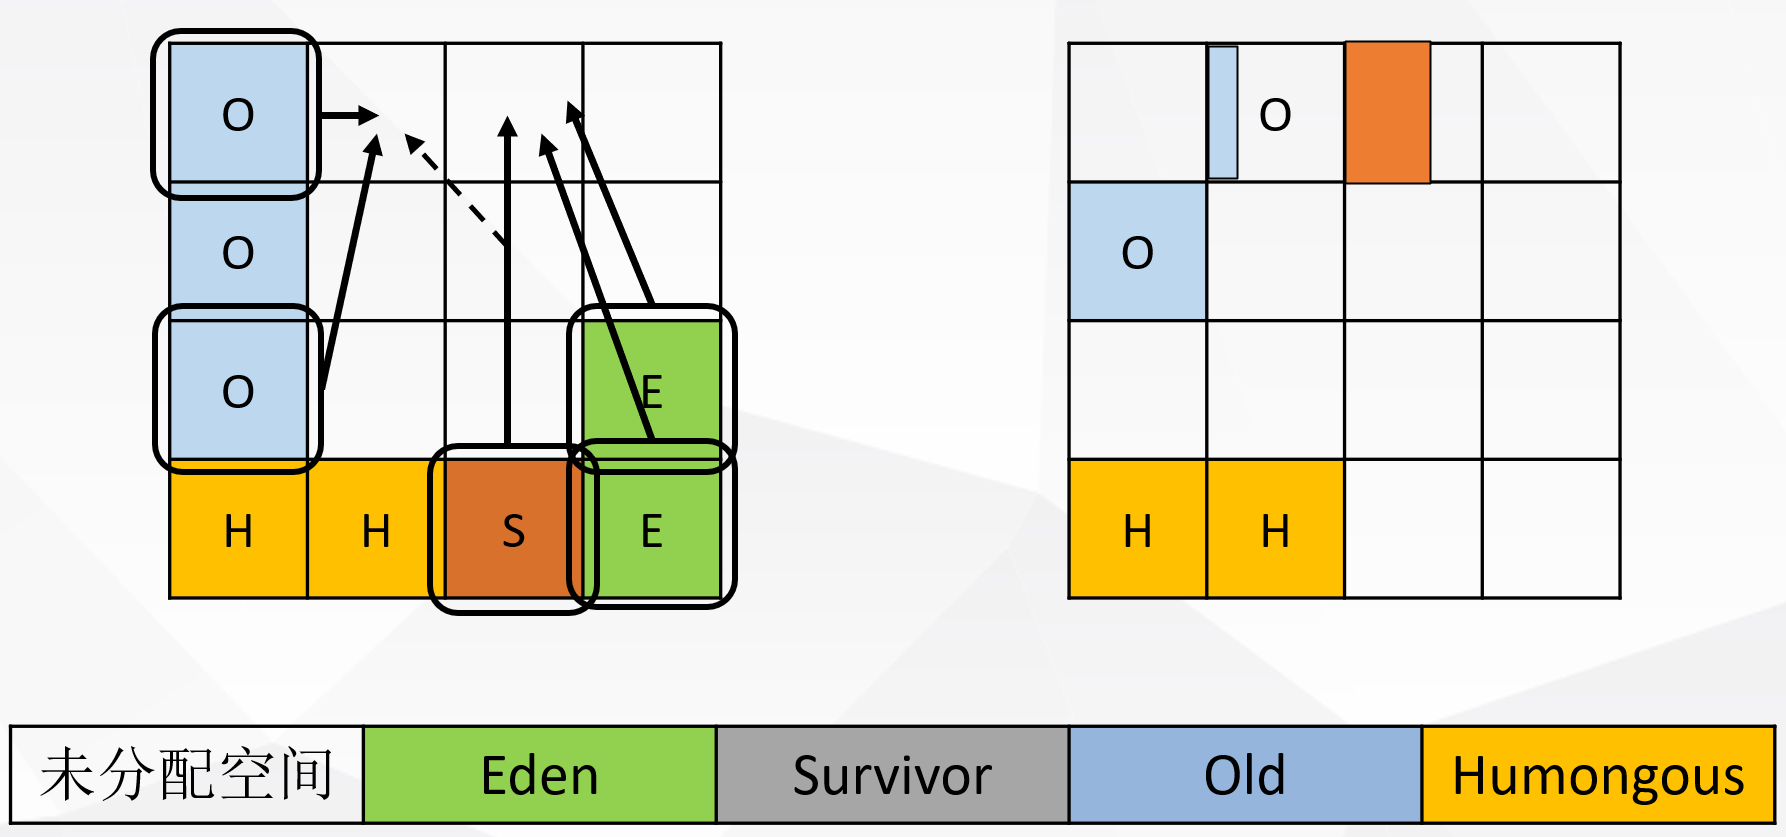 O O
O O
O E
H H S E H H
未分配空间 Eden Survivor Old Humongous